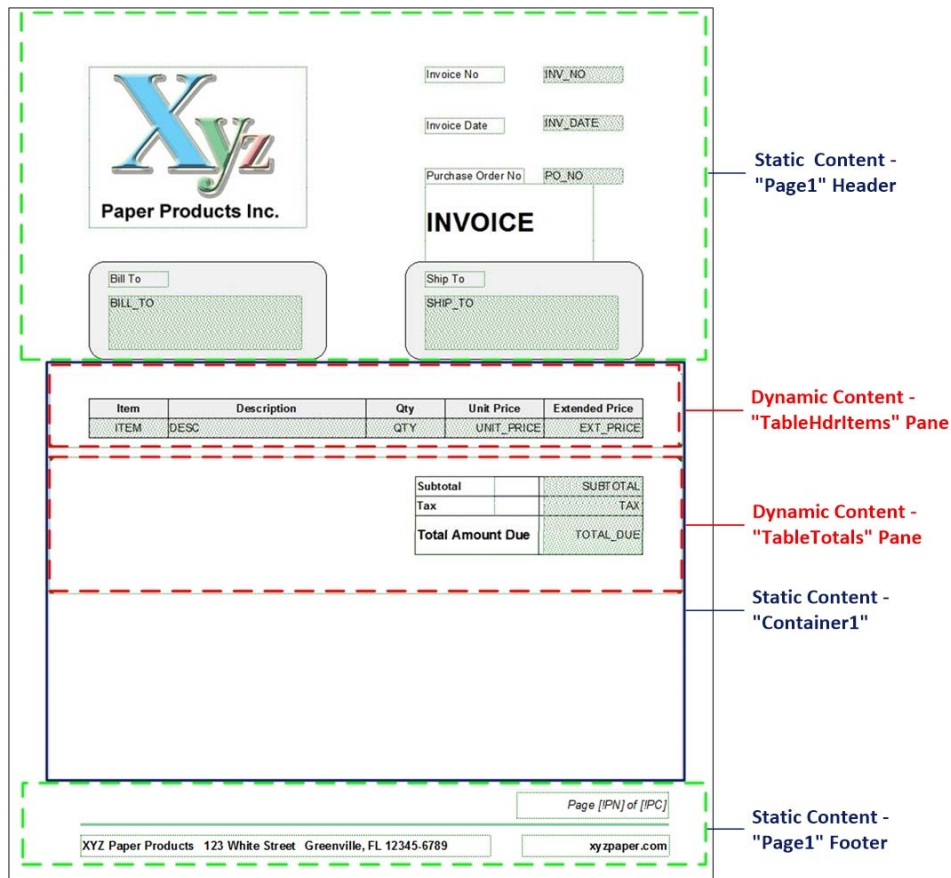 Xyz
Paper Products Inc.
Invoice No INV_NO
Invoice Date INV_DATE
Purchase Order No PO_NO
INVOICE
Bill To
BILL_TO
Ship To
SHIP_TO
Static Content -
"Page1" Header
Item Description Qty Unit Price Extended Price
ITEM DESC QTY UNIT_PRICE EXT_PRICE
Dynamic Content -
"TableHdrItems" Pane
Subtotal SUBTOTAL
Tax TAX
Total Amount Due TOTAL_DUE
Dynamic Content -
"TableTotals" Pane
Static Content -
"Container1"
Page [!PN] of [!PC]
XYZ Paper Products 123 White Street Greenville, FL 12345-6789 xyzpaper.com
Static Content -
"Page1" Footer